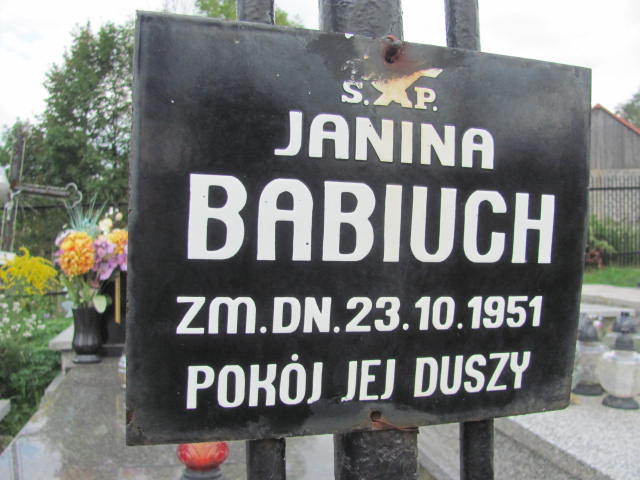 Ś.P.
JANINA
BABIUCH
ZM.DN.23.10.1951
POKÓJ JEJ DUSZY